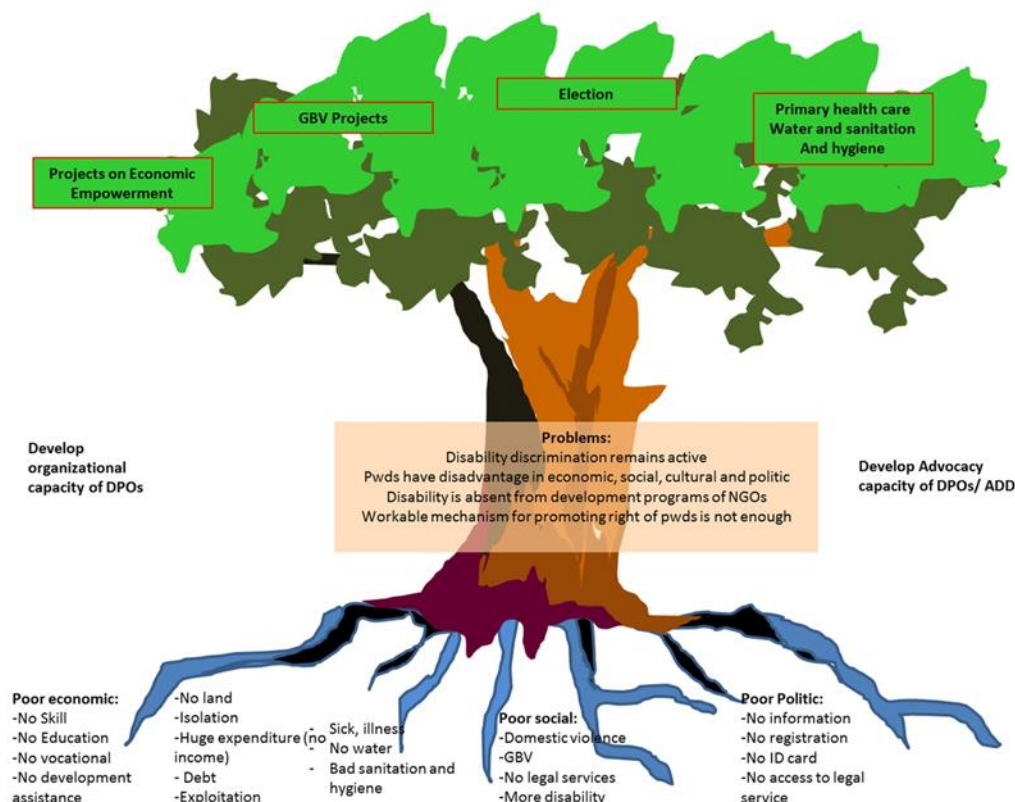 Election
GBV Projects
Primary health care
Water and sanitation
And hygiene
Projects on Economic
Empowerment
Problems:
Disability discrimination remains active
Pwds have disadvantage in economic, social, cultural and politic
Disability is absent from development programs of NGOs
Workable mechanism for promoting right of pwds is not enough
Develop
organizational
capacity of DPOs
Develop Advocacy
capacity of DPOs/ ADD
Poor economic:
-No Skill
-No Education
-No vocational
-No development
assistance
-No land
-Isolation
-Huge expenditure (no
income)
- Debt
-Exploitation
- Sick, illness
- No water
- Bad sanitation and
hygiene
Poor social:
-Domestic violence
-GBV
-No legal services
-More disability
Poor Politic:
-No information
-No registration
-No ID card
-No access to legal
service